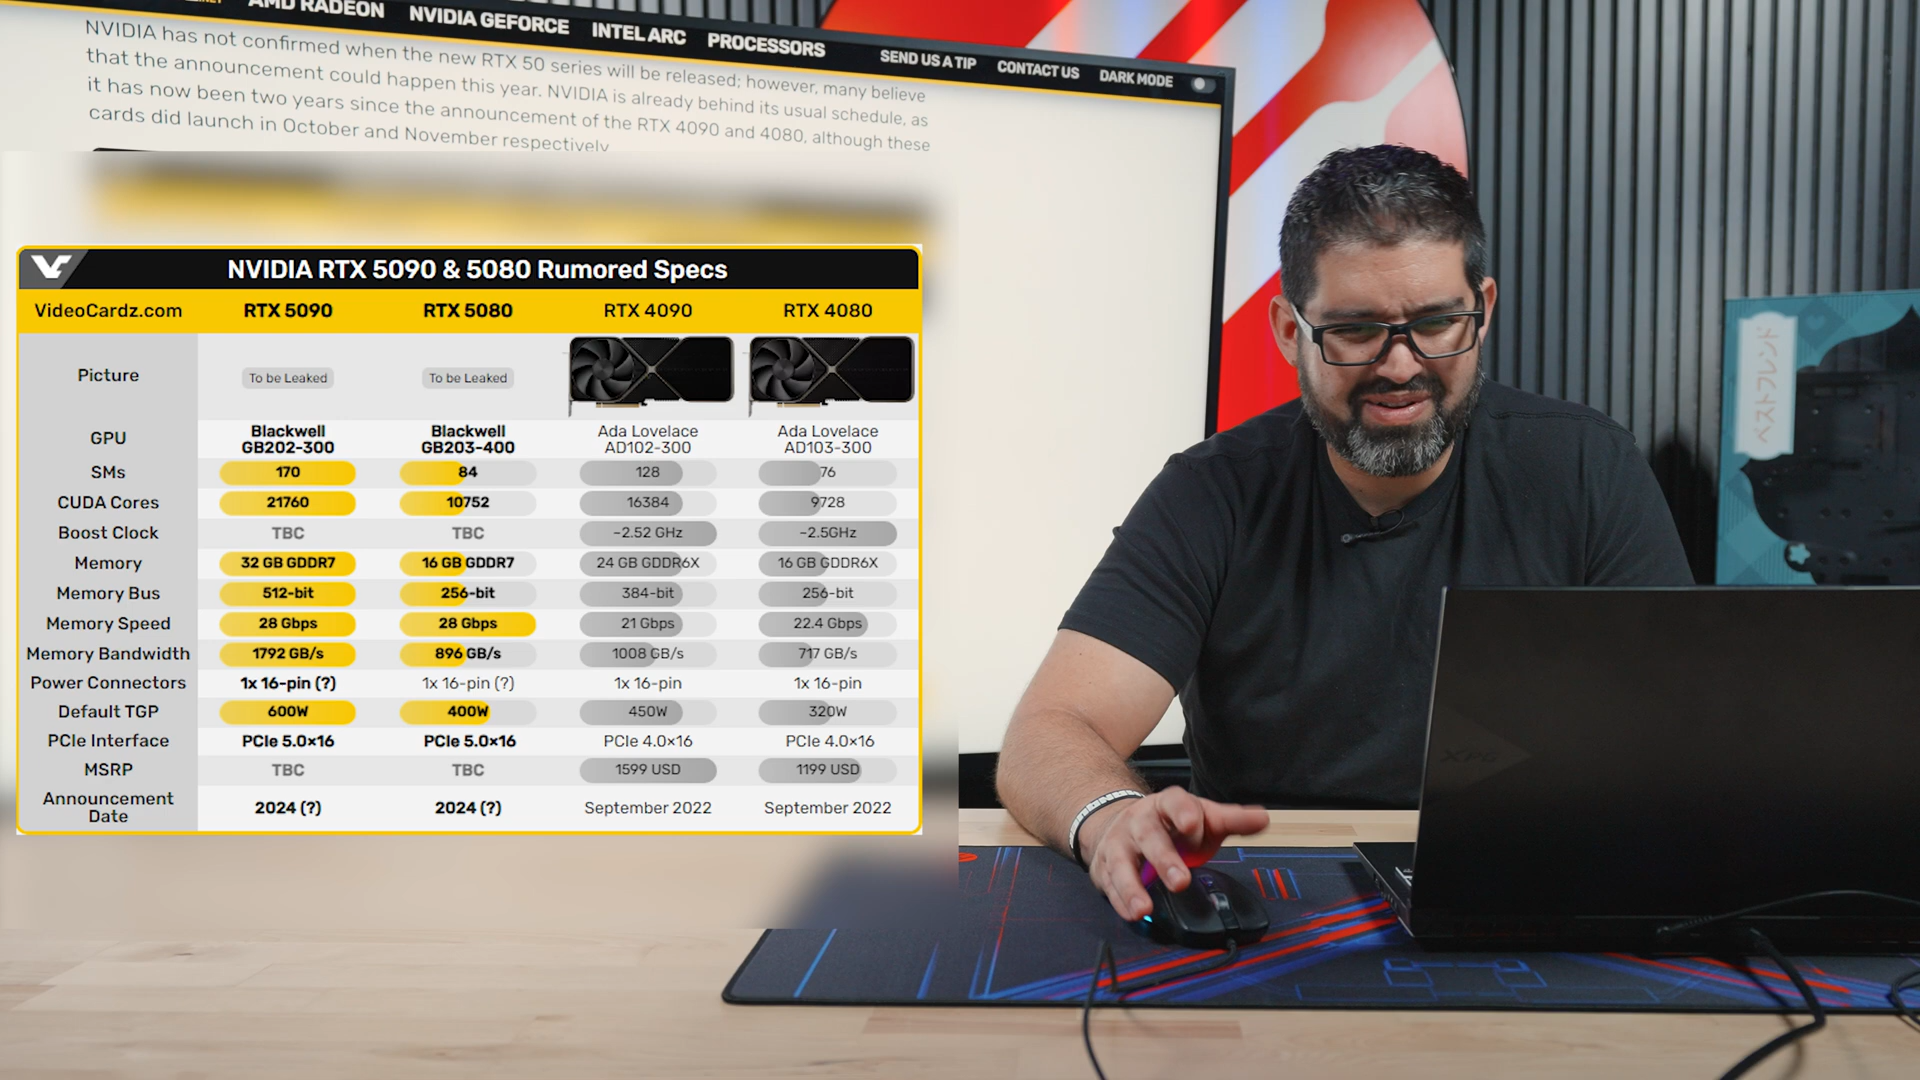 AMD RADEON NVIDIA GEFORCE INTEL ARC PROCESSORS SEND US A TIP CONTACT US DARK MODE
NVIDIA has not confirmed when the new RTX 50 series will be released; however, many believe
that the announcement could happen this year. NVIDIA is already behind its usual schedule, as
it has now been two years since the announcement of the RTX 4090 and 4080, although these
cards did launch in October and November respectively
NVIDIA RTX 5090 & 5080 Rumored Specs
VideoCardz.com RTX 5090 RTX 5080 RTX 4090 RTX 4080
Picture To be Leaked To be Leaked
GPU Blackwell GB202-300 Blackwell GB203-400 Ada Lovelace AD102-300 Ada Lovelace AD103-300
SMs 170 84 128 76
CUDA Cores 21760 10752 16384 9728
Boost Clock TBC TBC ~2.52 GHz ~2.5GHz
Memory 32 GB GDDR7 16 GB GDDR7 24 GB GDDR6X 16 GB GDDR6X
Memory Bus 512-bit 256-bit 384-bit 256-bit
Memory Speed 28 Gbps 28 Gbps 21 Gbps 22.4 Gbps
Memory Bandwidth 1792 GB/s 896 GB/s 1008 GB/s 717 GB/s
Power Connectors 1x 16-pin (?) 1x 16-pin (?) 1x 16-pin 1x 16-pin
Default TGP 600W 400W 450W 320W
PCIe Interface PCIe 5.0×16 PCIe 5.0×16 PCIe 4.0×16 PCIe 4.0×16
MSRP TBC TBC 1599 USD 1199 USD
Announcement Date 2024 (?) 2024 (?) September 2022 September 2022
ベストフレンド
XPG